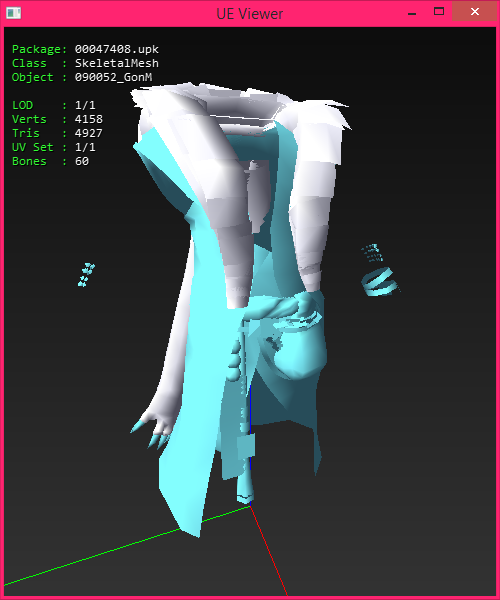 UE Viewer
Package: 00047408.upk
Class  : SkeletalMesh
Object : 090052_GonM
LOD    : 1/1
Verts  : 4158
Tris   : 4927
UV Set : 1/1
Bones  : 60